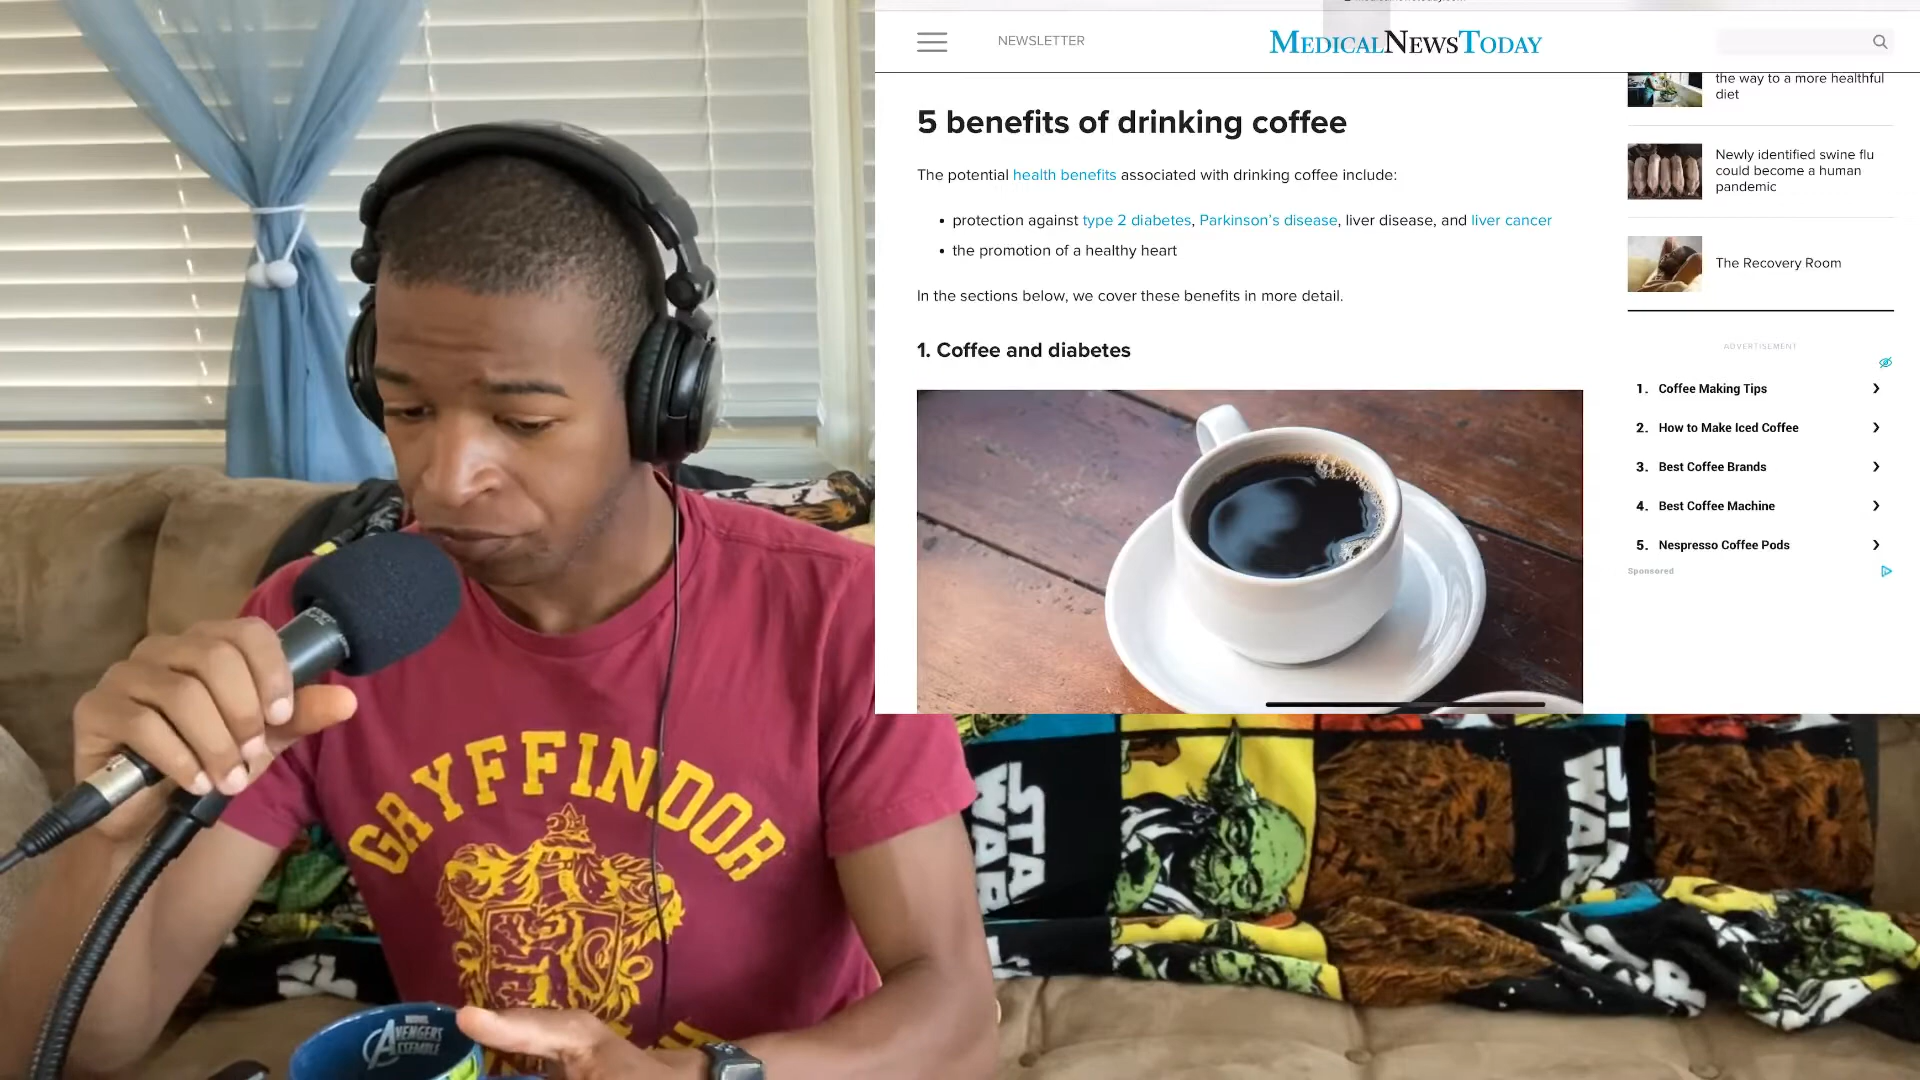 NEWSLETTER
MEDICALNEWSTODAY
5 benefits of drinking coffee
The potential health benefits associated with drinking coffee include:
• protection against type 2 diabetes, Parkinson's disease, liver disease, and liver cancer
• the promotion of a healthy heart
In the sections below, we cover these benefits in more detail.
1. Coffee and diabetes
the way to a more healthful
diet
Newly identified swine flu
could become a human
pandemic
The Recovery Room
ADVERTISEMENT
1. Coffee Making Tips
2. How to Make Iced Coffee
3. Best Coffee Brands
4. Best Coffee Machine
5. Nespresso Coffee Pods
Sponsored
GRYFFINDOR
MARVEL
AVENGERS
ASSEMBLE
STAR
WARS